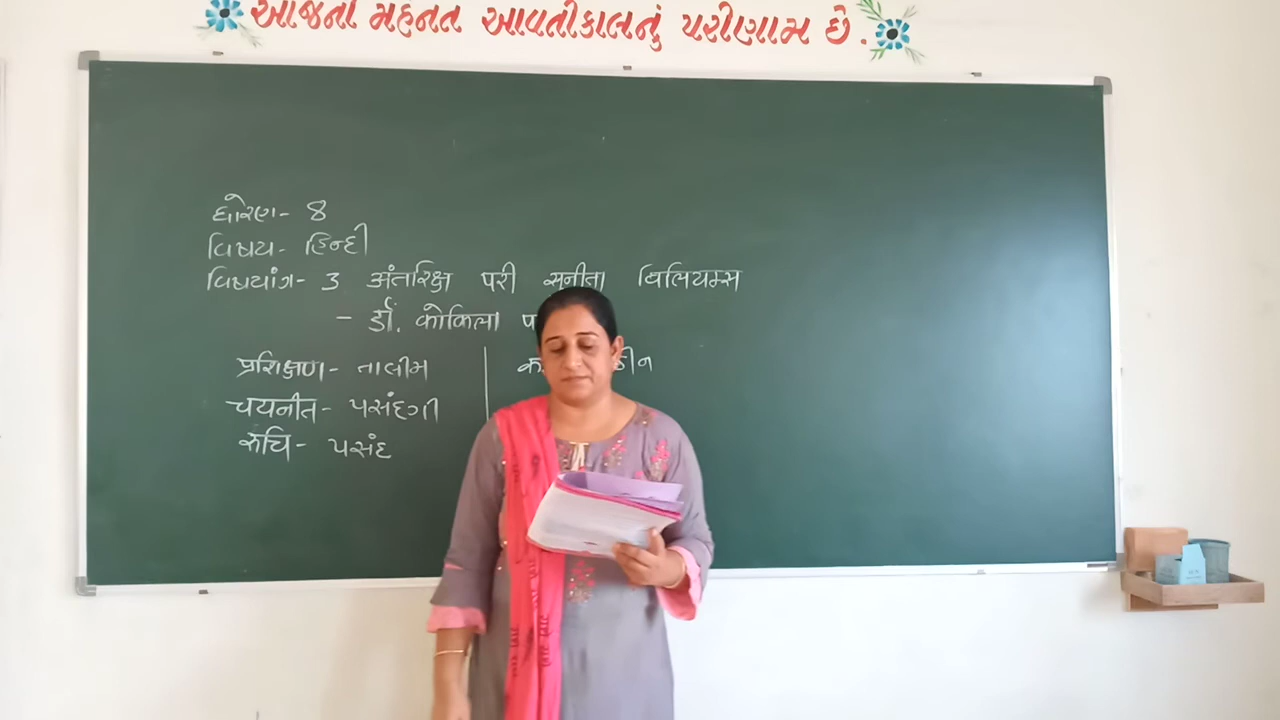 આજની મહેનત આવતીકાલનું પરીણામ છે.
ધોરણ - 8
વિષય - હિન્દી
વિષયાંગ - 3 अंतरिक्ष परी सुनीता विलियम्स
- डॉ. कोकिला
प्रशिक्षण - તાલીમ
चयनीत - પસંદગી
रुचि - પસંદ